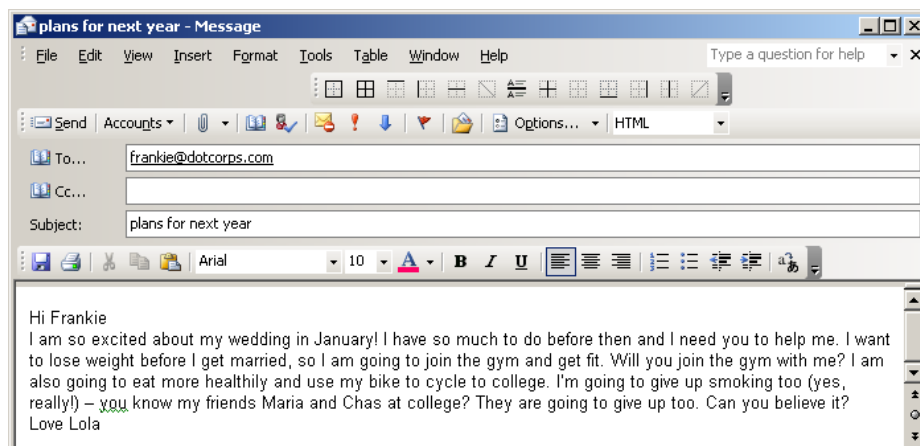 plans for next year - Message
File Edit View Insert Format Tools Table Window Help Type a question for help
Send Accounts Options... HTML
To... frankie@dotcorps.com
Cc...
Subject: plans for next year
Arial 10 A B I U
Hi Frankie
I am so excited about my wedding in January! I have so much to do before then and I need you to help me. I want
to lose weight before I get married, so I am going to join the gym and get fit. Will you join the gym with me? I am
also going to eat more healthily and use my bike to cycle to college. I'm going to give up smoking too (yes,
really!) – you know my friends Maria and Chas at college? They are going to give up too. Can you believe it?
Love Lola